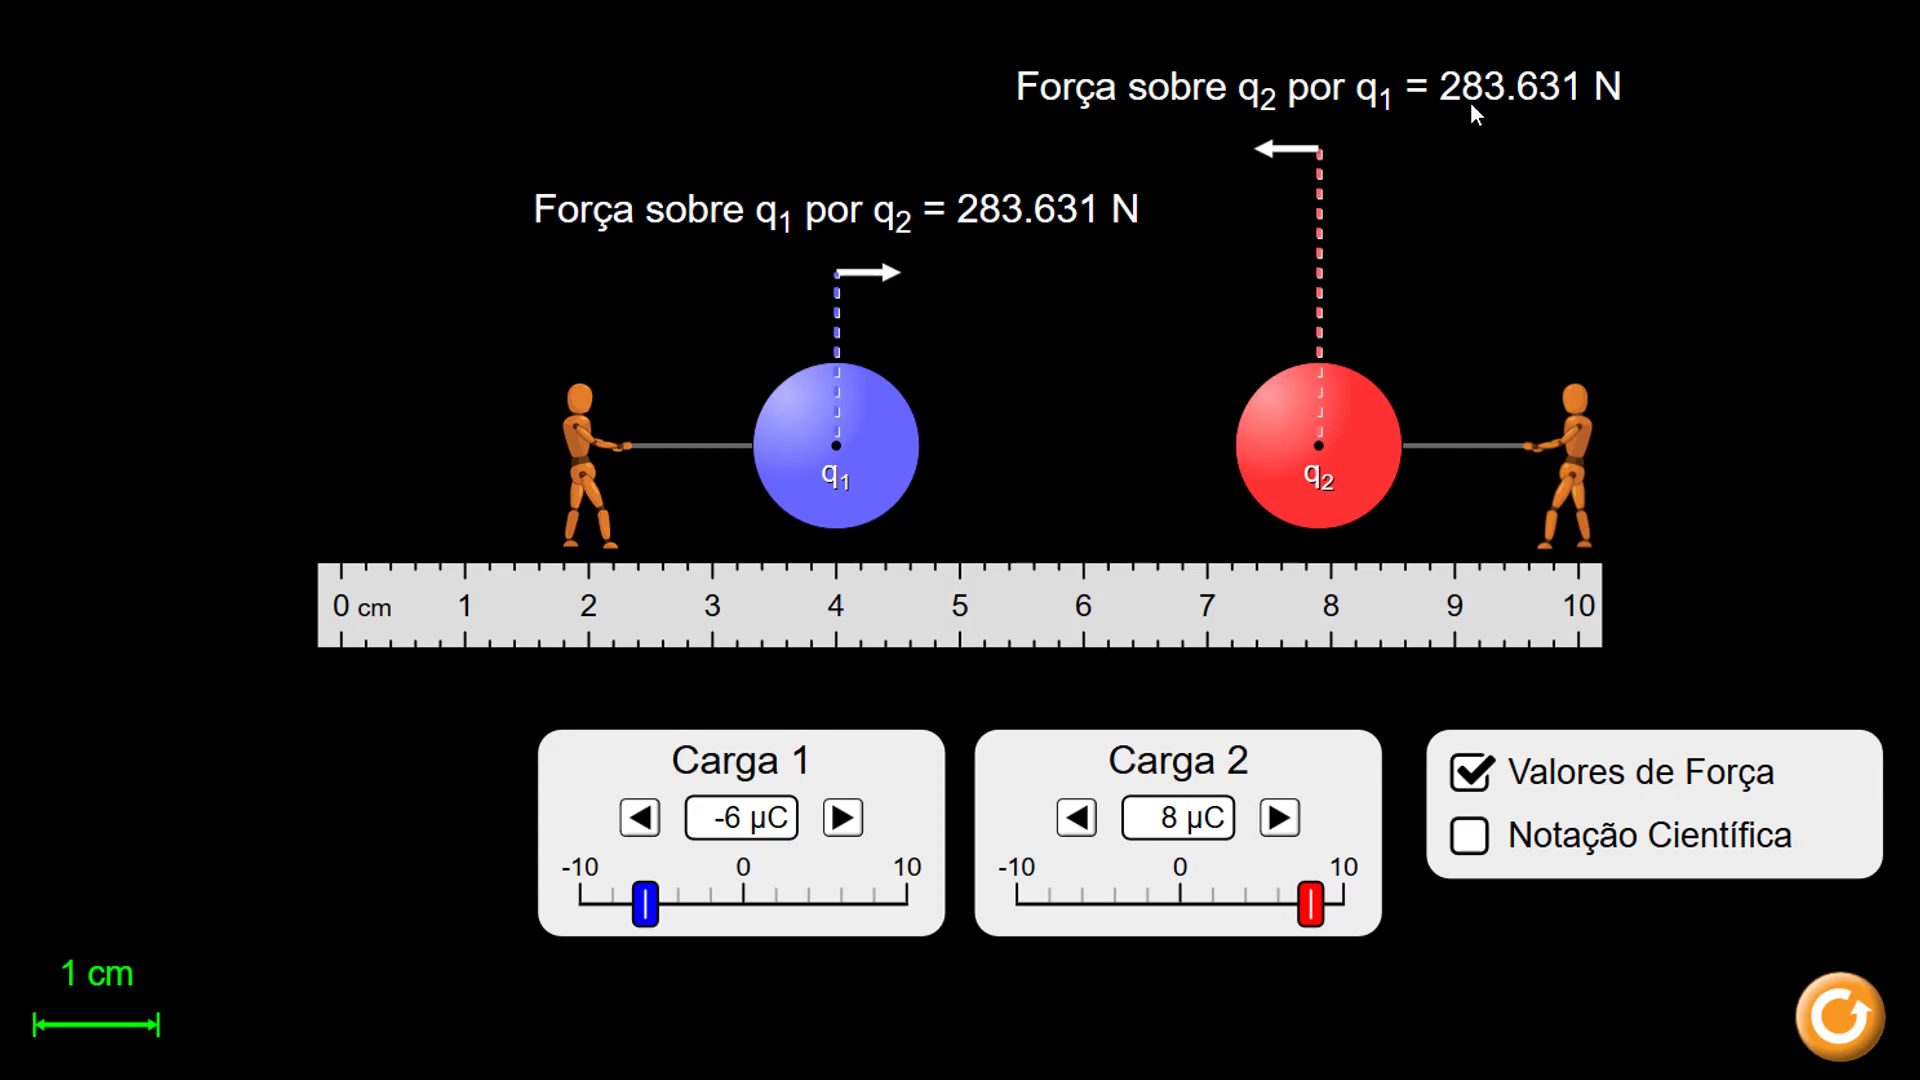 Força sobre q₂ por q₁ = 283.631 N
Força sobre q₁ por q₂ = 283.631 N
q₁ q₂
0 cm 1 2 3 4 5 6 7 8 9 10
Carga 1
-6 µC
-10 0 10
Carga 2
8 µC
-10 0 10
Valores de Força
Notação Científica
1 cm